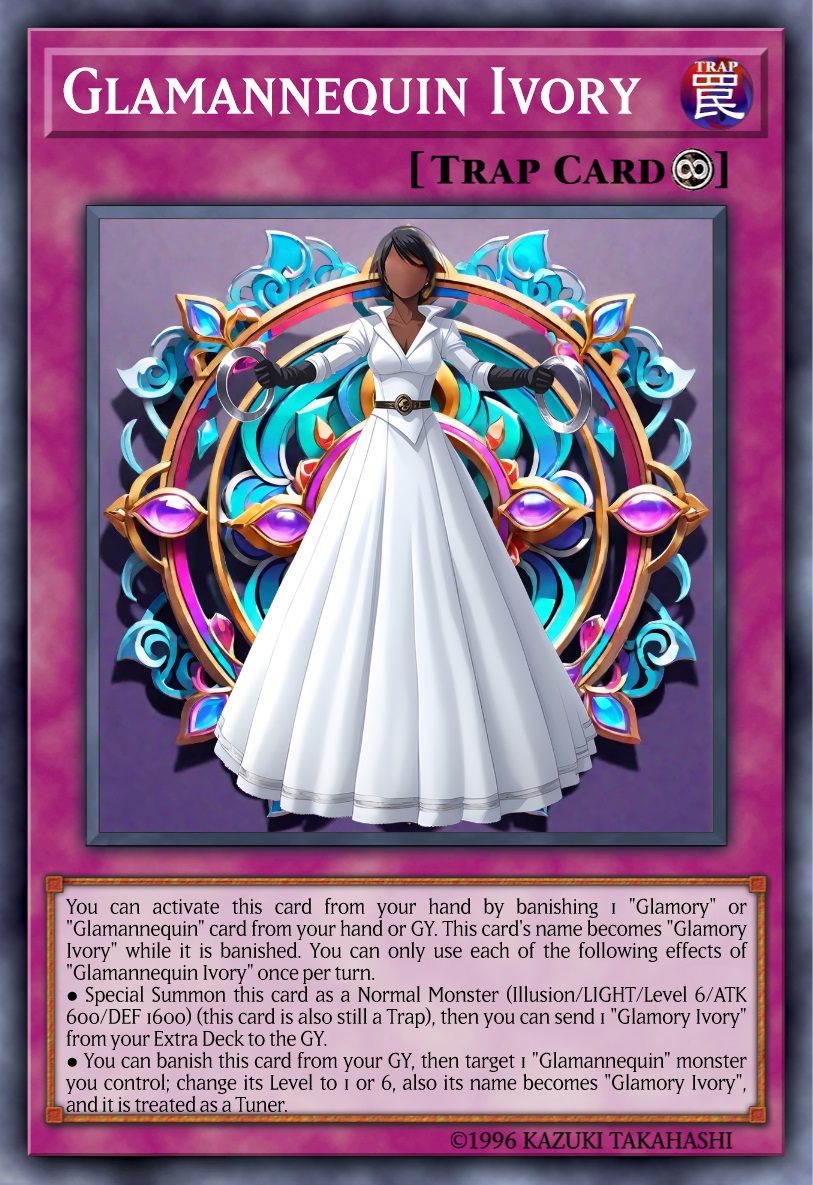 Glamannequin Ivory
TRAP
罠
[Trap Card∞]
You can activate this card from your hand by banishing 1 "Glamory" or
"Glamannequin" card from your hand or GY. This card's name becomes "Glamory
Ivory" while it is banished. You can only use each of the following effects of
"Glamannequin Ivory" once per turn.
● Special Summon this card as a Normal Monster (Illusion/LIGHT/Level 6/ATK
600/DEF 1600) (this card is also still a Trap), then you can send 1 "Glamory Ivory"
from your Extra Deck to the GY.
● You can banish this card from your GY, then target 1 "Glamannequin" monster
you control; change its Level to 1 or 6, also its name becomes "Glamory Ivory",
and it is treated as a Tuner.
©1996 KAZUKI TAKAHASHI